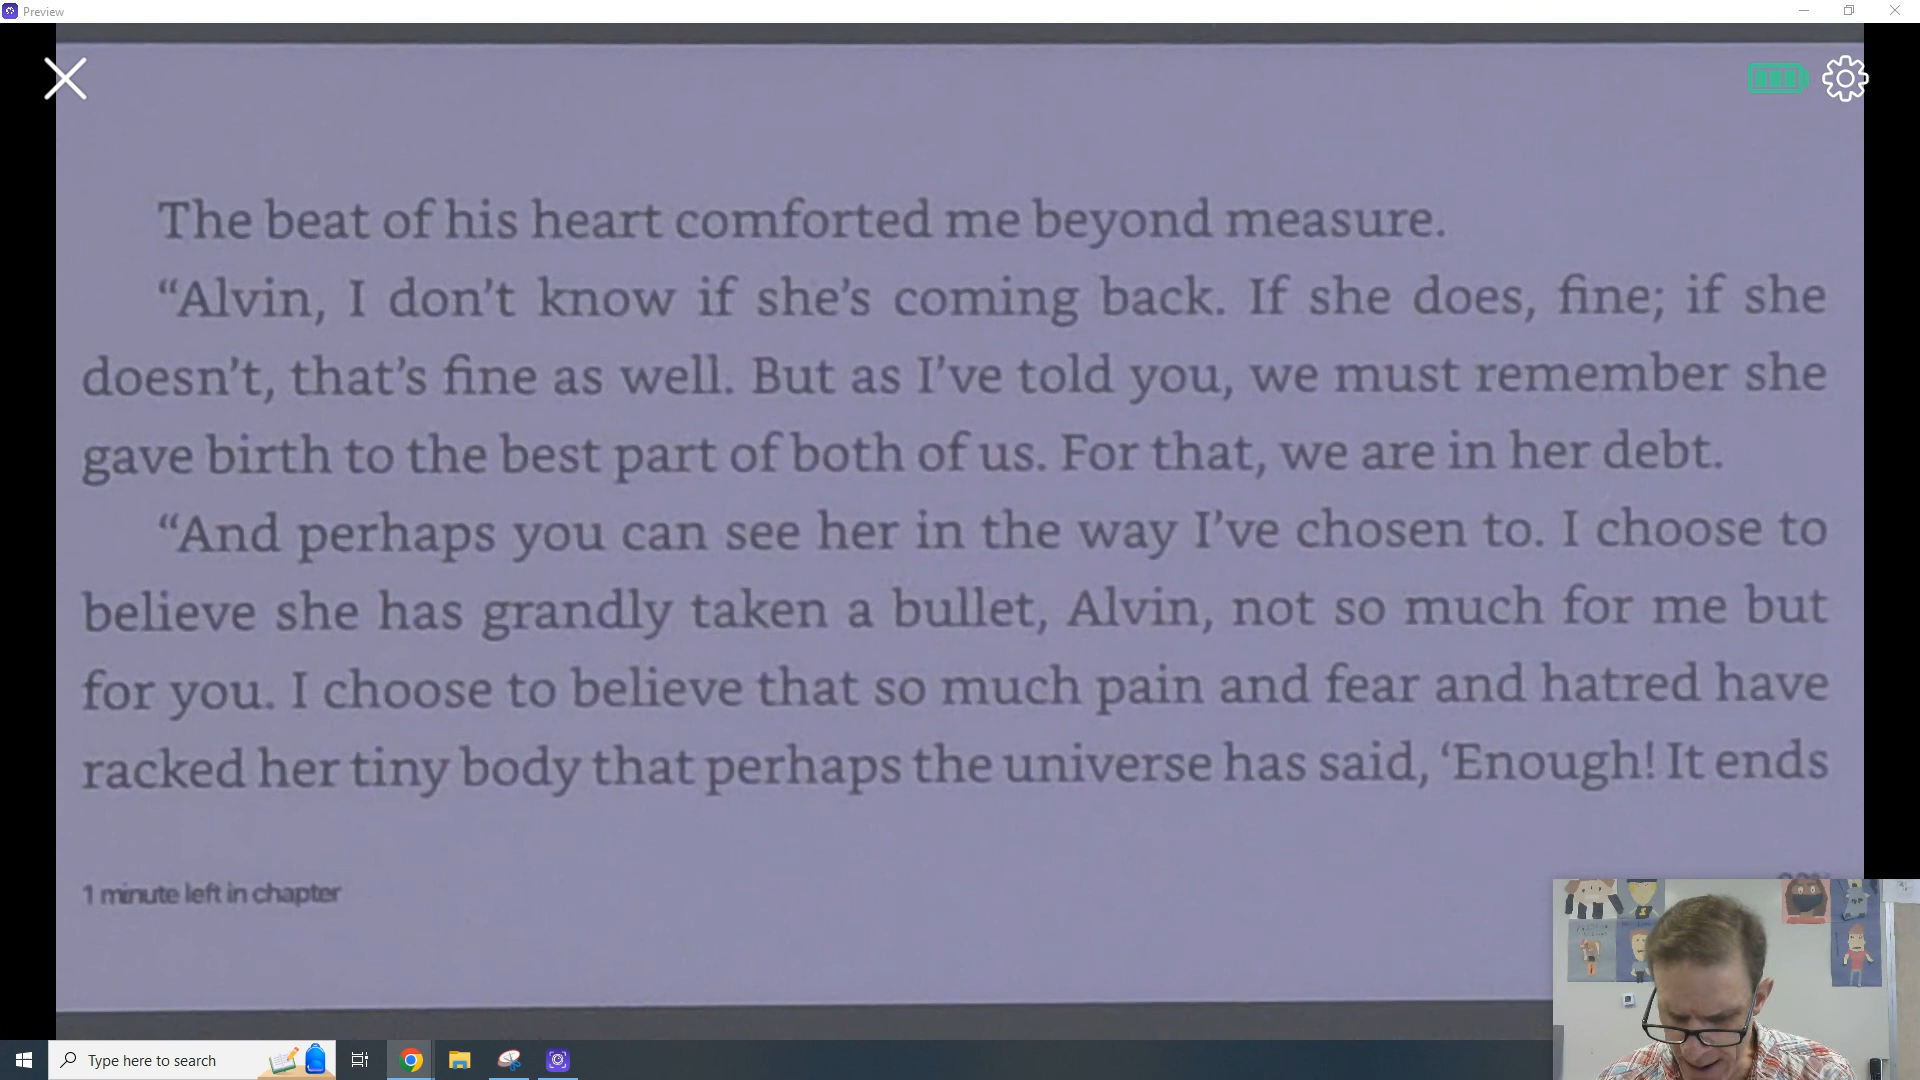 Preview
The beat of his heart comforted me beyond measure.
“Alvin, I don’t know if she’s coming back. If she does, fine; if she
doesn’t, that’s fine as well. But as I’ve told you, we must remember she
gave birth to the best part of both of us. For that, we are in her debt.
“And perhaps you can see her in the way I’ve chosen to. I choose to
believe she has grandly taken a bullet, Alvin, not so much for me but
for you. I choose to believe that so much pain and fear and hatred have
racked her tiny body that perhaps the universe has said, ‘Enough! It ends
1 minute left in chapter
Type here to search